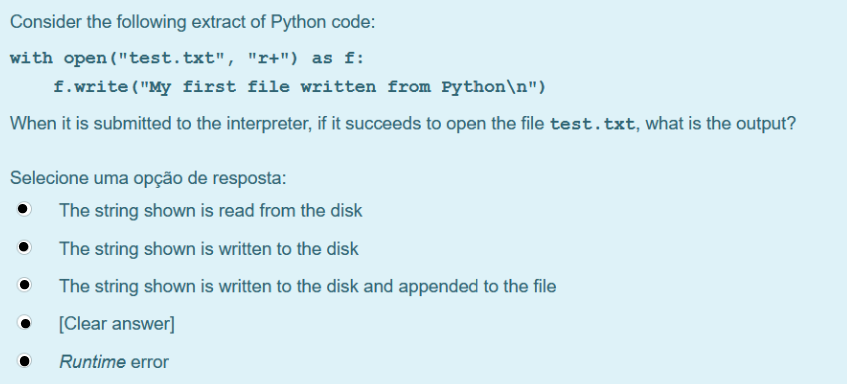 Consider the following extract of Python code:
with open("test.txt", "r+") as f:
    f.write("My first file written from Python\n")
When it is submitted to the interpreter, if it succeeds to open the file test.txt, what is the output?
Selecione uma opção de resposta:
The string shown is read from the disk
The string shown is written to the disk
The string shown is written to the disk and appended to the file
[Clear answer]
Runtime error